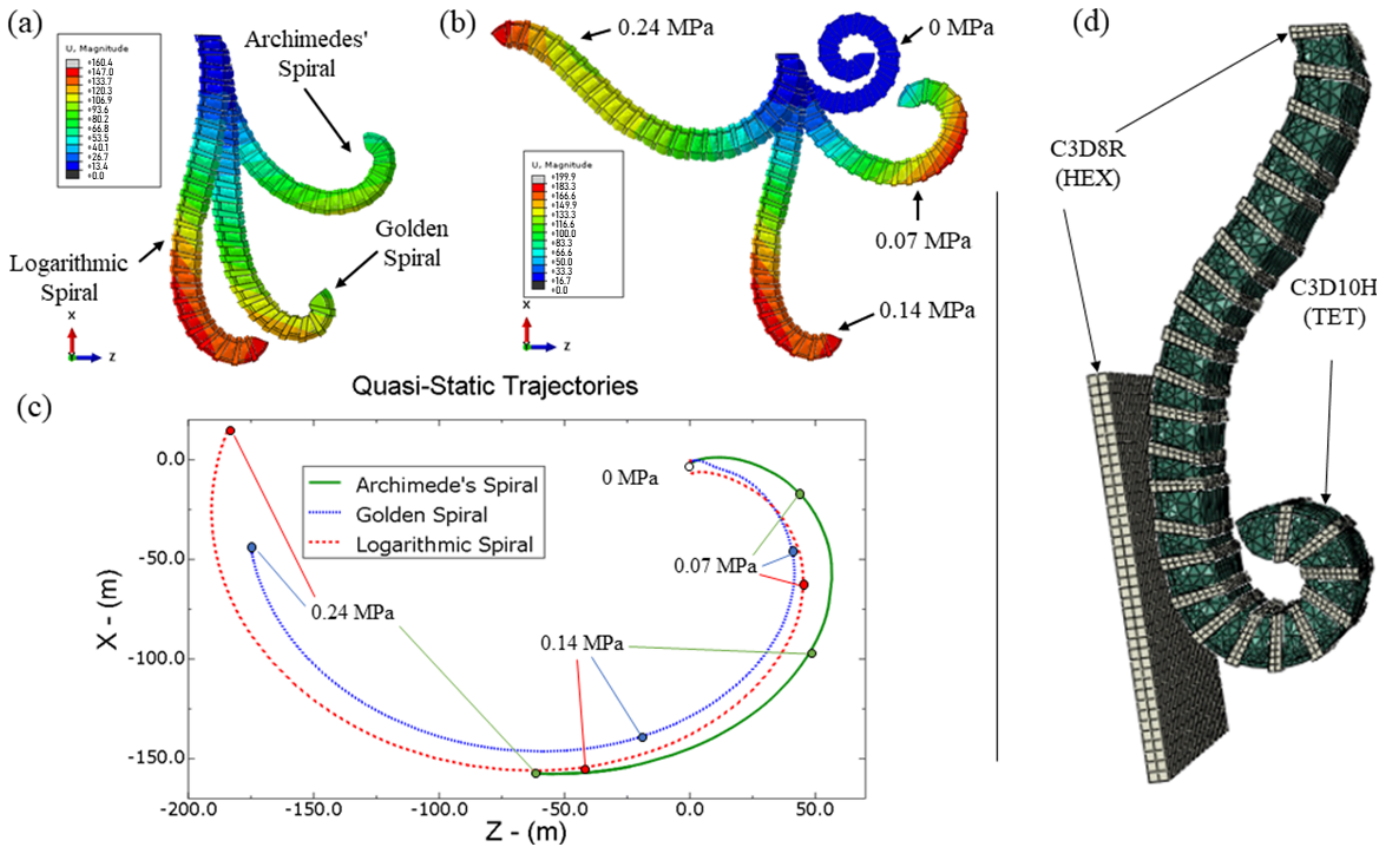 (a)
U, Magnitude
+160.4
+147.0
+133.7
+120.3
+106.9
+93.6
+80.2
+66.8
+53.5
+40.1
+26.7
+13.4
+0.0
Archimedes'
Spiral
Logarithmic
Spiral
Golden
Spiral
X
Y
Z
(b)
0.24 MPa
0 MPa
U, Magnitude
+199.9
+183.3
+166.6
+149.9
+133.3
+116.6
+100.0
+83.3
+66.6
+50.0
+33.3
+16.7
+0.0
0.07 MPa
0.14 MPa
X
Y
Z
(c)
Quasi-Static Trajectories
X - (m)
0.0
-50.0
-100.0
-150.0
Archimede's Spiral
Golden Spiral
Logarithmic Spiral
0 MPa
0.07 MPa
0.24 MPa
0.14 MPa
-200.0
-150.0
-100.0
-50.0
0.0
50.0
Z - (m)
(d)
C3D8R
(HEX)
C3D10H
(TET)